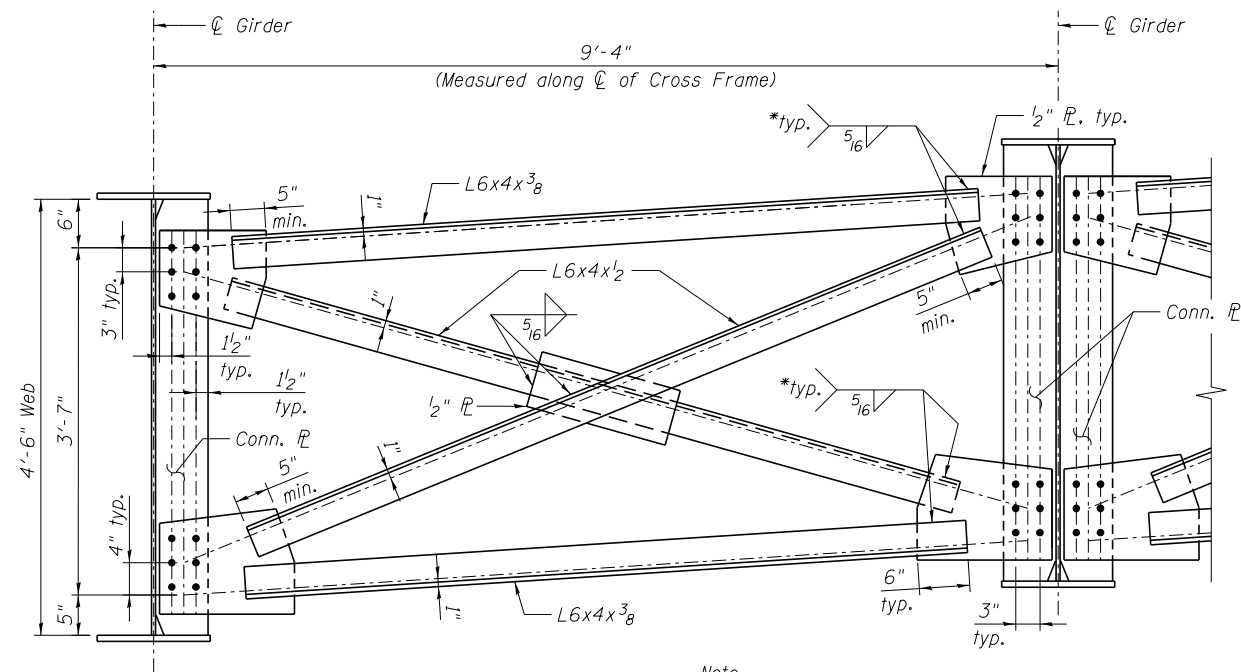 ℄ Girder
℄ Girder
9'-4"
(Measured along ℄ of Cross Frame)
*typ.
5/16
1/2" ⅊, typ.
L6x4x3/8
5"
min.
1"
6"
L6x4x1/2
3" typ.
1"
5/16
5"
min.
Conn. ⅊
1 1/2"
typ.
1 1/2"
typ.
*typ.
5/16
1/2" ⅊
4'-6" Web
3'-7"
Conn. ⅊
1"
5"
min.
4" typ.
6"
typ.
1"
5"
L6x4x3/8
3"
typ.